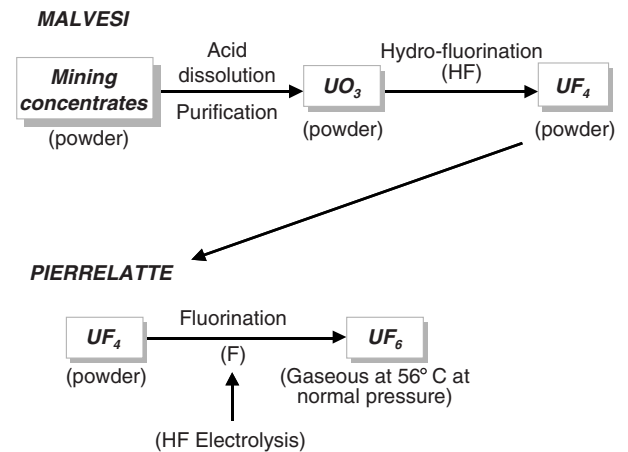 MALVESI
Mining
concentrates
(powder)
Acid
dissolution
Purification
UO₃
(powder)
Hydro-fluorination
(HF)
UF₄
(powder)
PIERRELATTE
UF₄
(powder)
Fluorination
(F)
(HF Electrolysis)
UF₆
(Gaseous at 56° C at
normal pressure)